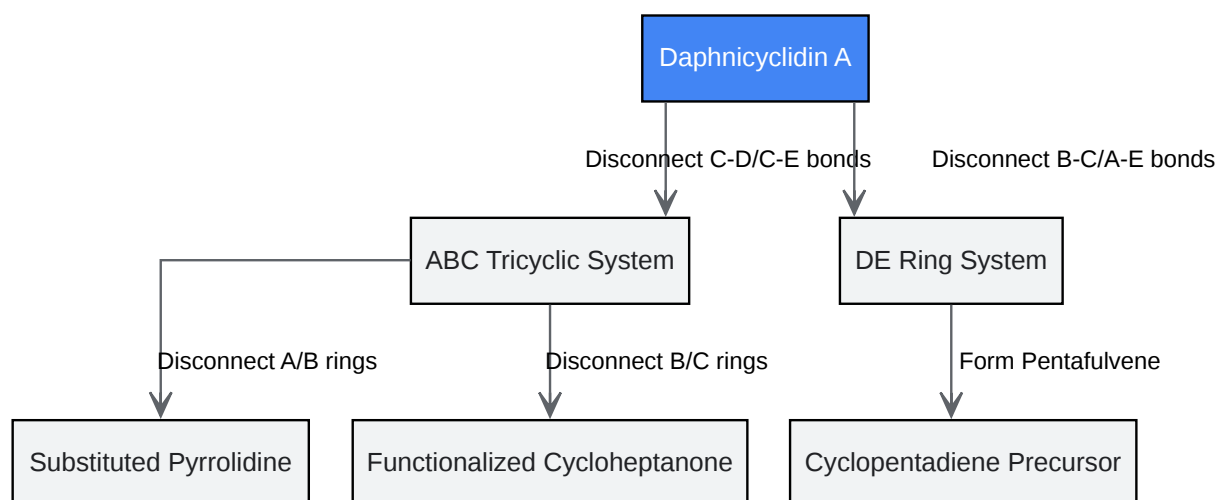 Daphnicyclidin A
Disconnect C-D/C-E bonds
Disconnect B-C/A-E bonds
ABC Tricyclic System
DE Ring System
Disconnect A/B rings
Disconnect B/C rings
Form Pentafulvene
Substituted Pyrrolidine
Functionalized Cycloheptanone
Cyclopentadiene Precursor